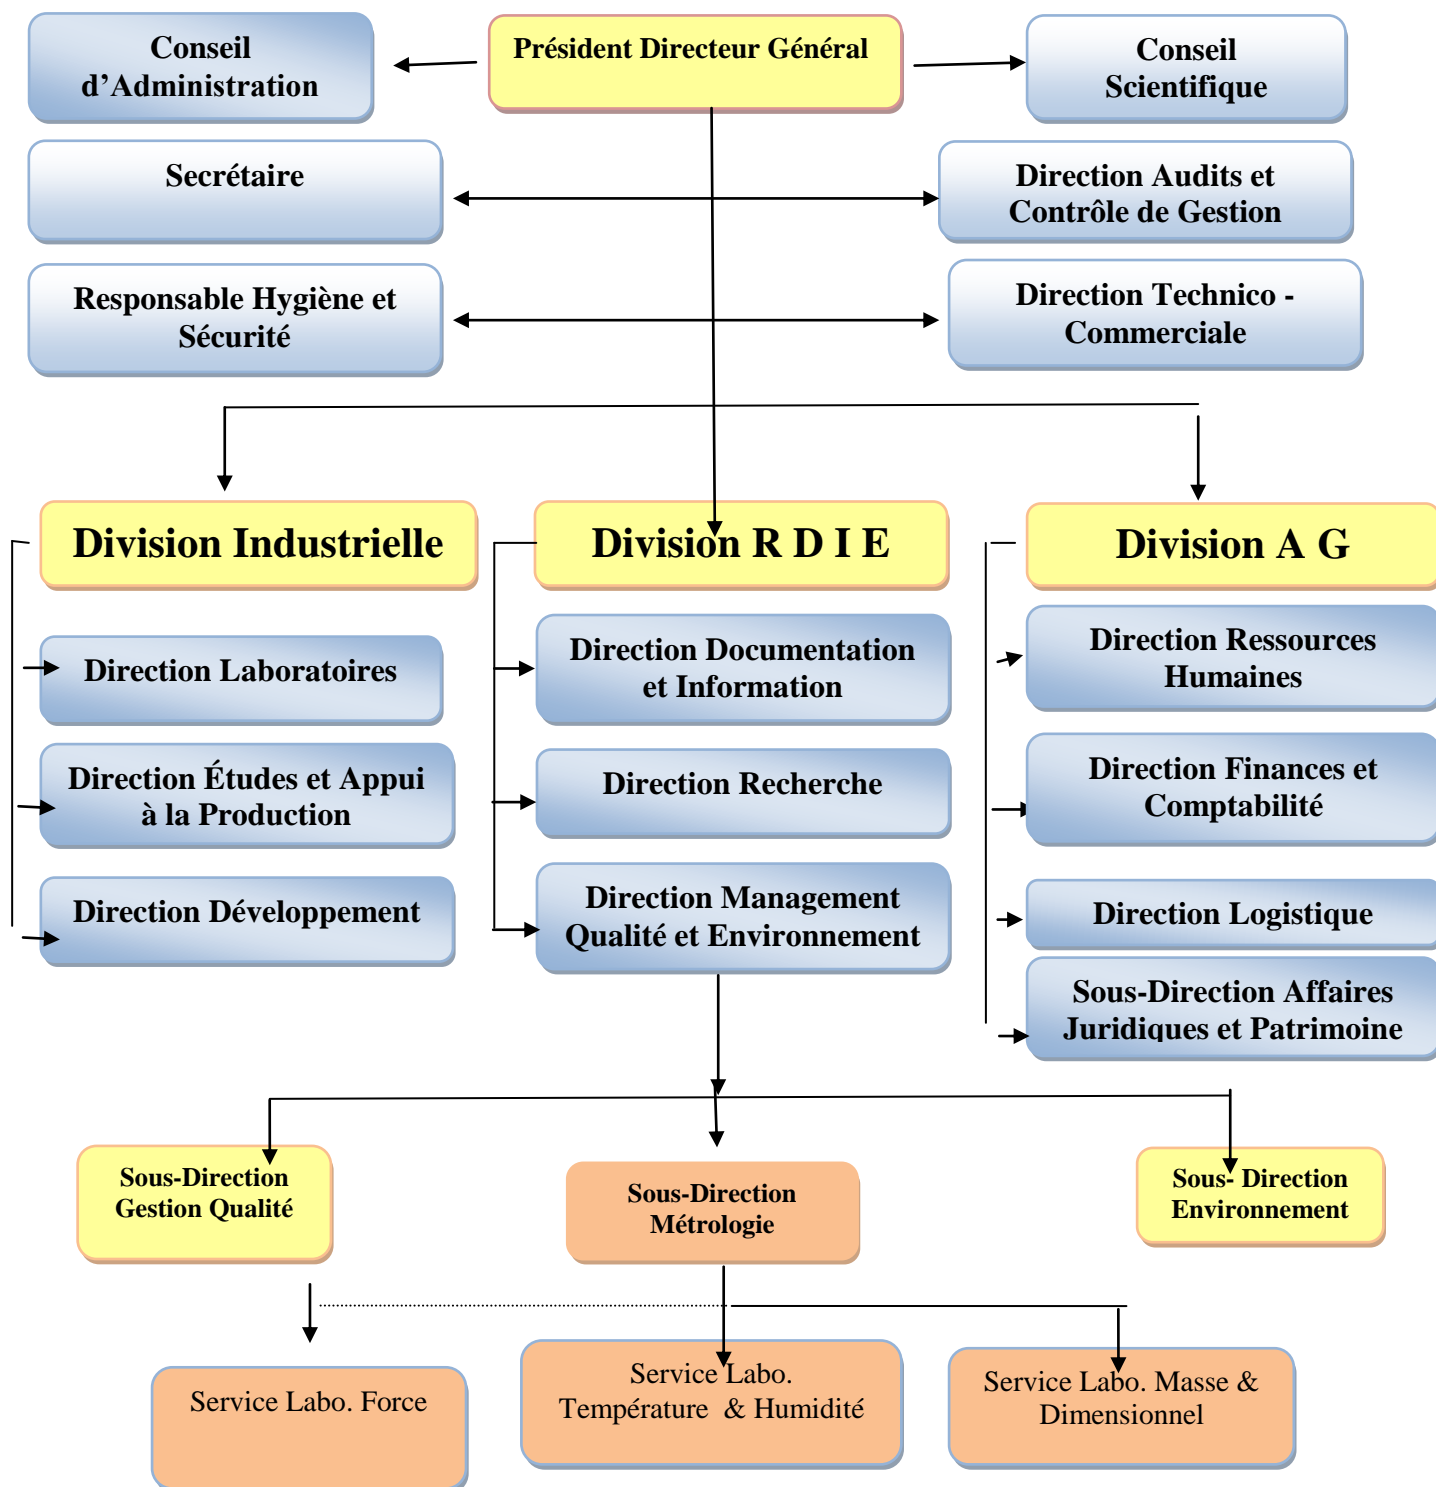 Conseil
d’Administration
Président Directeur Général
Conseil
Scientifique
Secrétaire
Direction Audits et
Contrôle de Gestion
Responsable Hygiène et
Sécurité
Direction Technico -
Commerciale
Division Industrielle
Division R D I E
Division A G
Direction Laboratoires
Direction Études et Appui
à la Production
Direction Développement
Direction Documentation
et Information
Direction Recherche
Direction Management
Qualité et Environnement
Direction Ressources
Humaines
Direction Finances et
Comptabilité
Direction Logistique
Sous-Direction Affaires
Juridiques et Patrimoine
Sous-Direction
Gestion Qualité
Sous-Direction
Métrologie
Sous- Direction
Environnement
Service Labo. Force
Service Labo.
Température & Humidité
Service Labo. Masse &
Dimensionnel